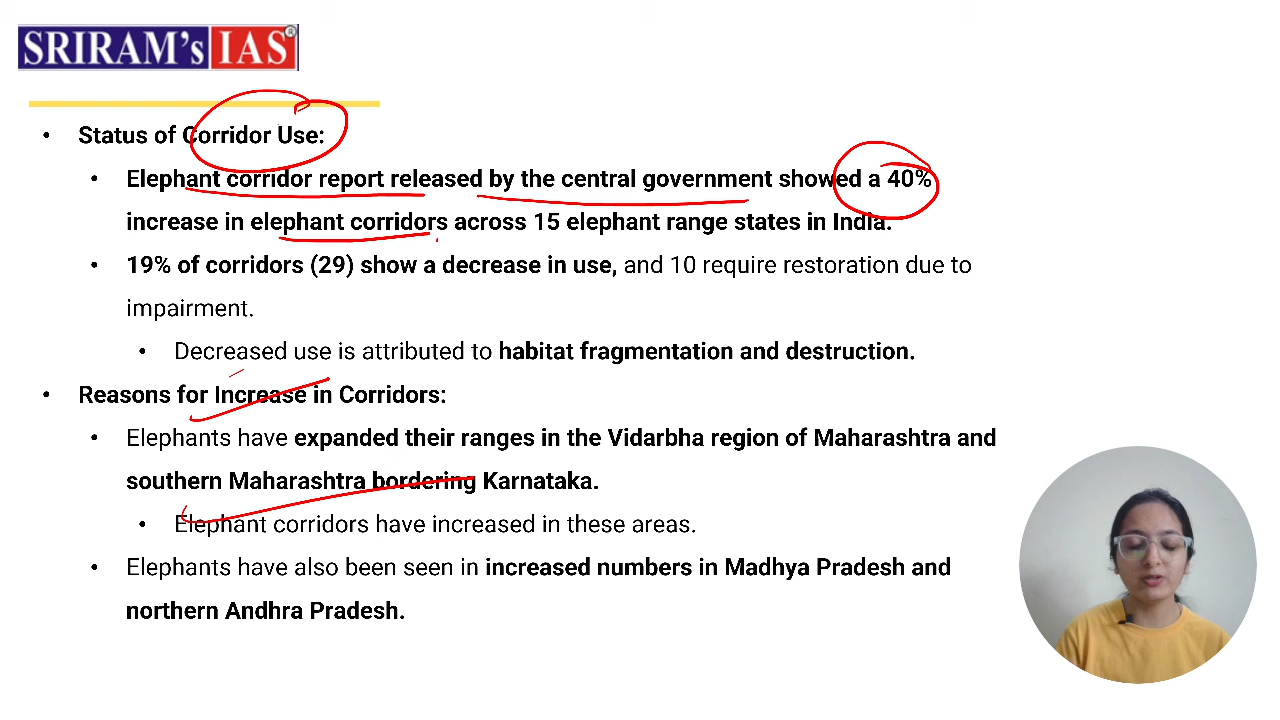 SRIRAM's IAS®
• Status of Corridor Use:
• Elephant corridor report released by the central government showed a 40%
increase in elephant corridors across 15 elephant range states in India.
• 19% of corridors (29) show a decrease in use, and 10 require restoration due to
impairment.
• Decreased use is attributed to habitat fragmentation and destruction.
• Reasons for Increase in Corridors:
• Elephants have expanded their ranges in the Vidarbha region of Maharashtra and
southern Maharashtra bordering Karnataka.
• Elephant corridors have increased in these areas.
• Elephants have also been seen in increased numbers in Madhya Pradesh and
northern Andhra Pradesh.